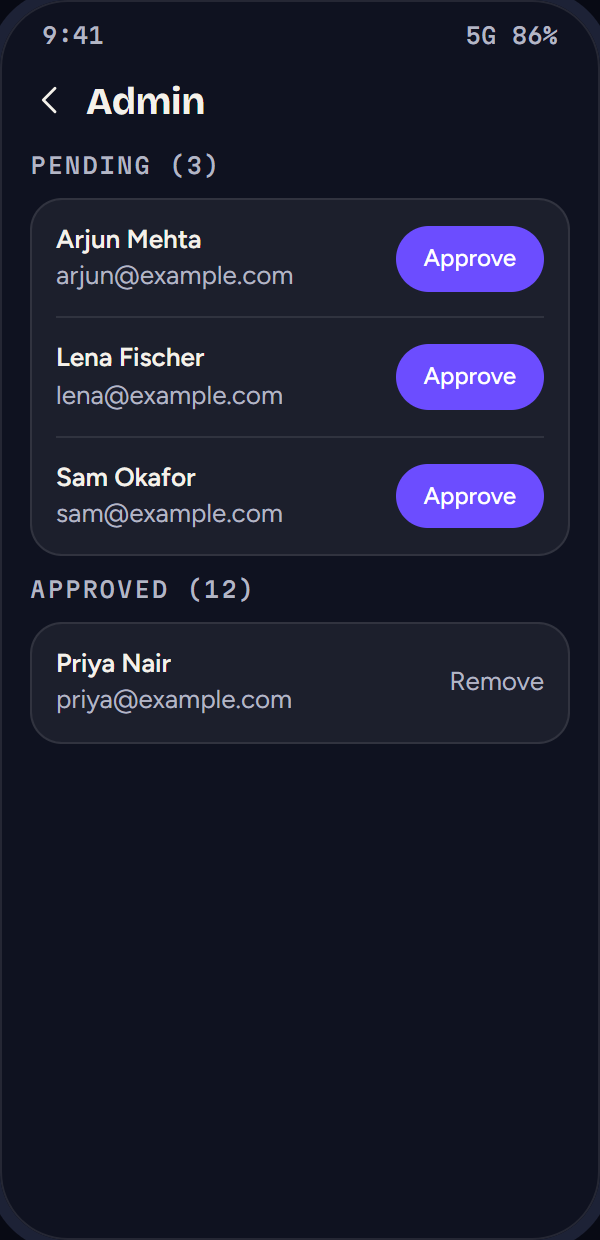 9:41 5G 86%
Admin
PENDING (3)
Arjun Mehta
arjun@example.com
Approve
Lena Fischer
lena@example.com
Approve
Sam Okafor
sam@example.com
Approve
APPROVED (12)
Priya Nair
priya@example.com
Remove